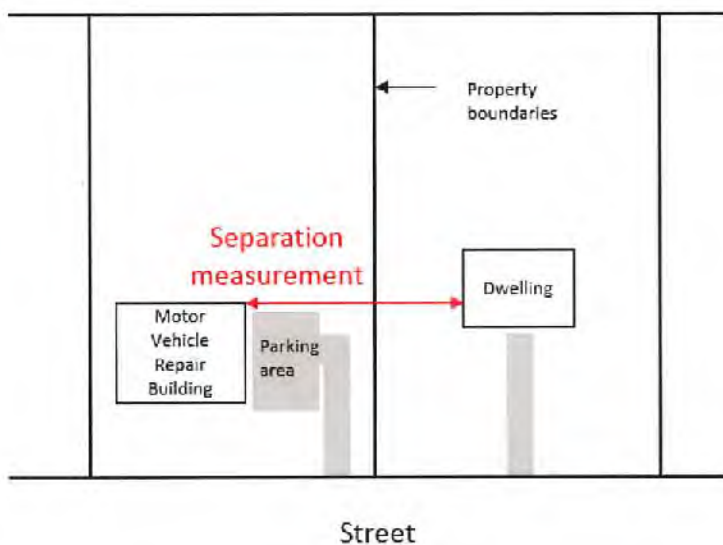 Property
boundaries
Separation
measurement
Dwelling
Motor
Vehicle
Repair
Building
Parking
area
Street